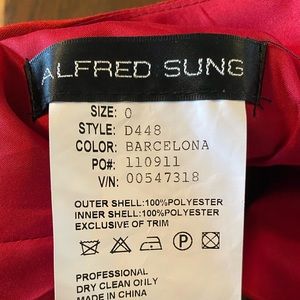 ALFRED SUNG
SIZE: 0
STYLE: D448
COLOR: BARCELONA
PO#: 110911
V/N: 00547318
OUTER SHELL:100%POLYESTER
INNER SHELL:100%POLYESTER
EXCLUSIVE OF TRIM
P
PROFESSIONAL
DRY CLEAN OILY
MADE IN CHINA